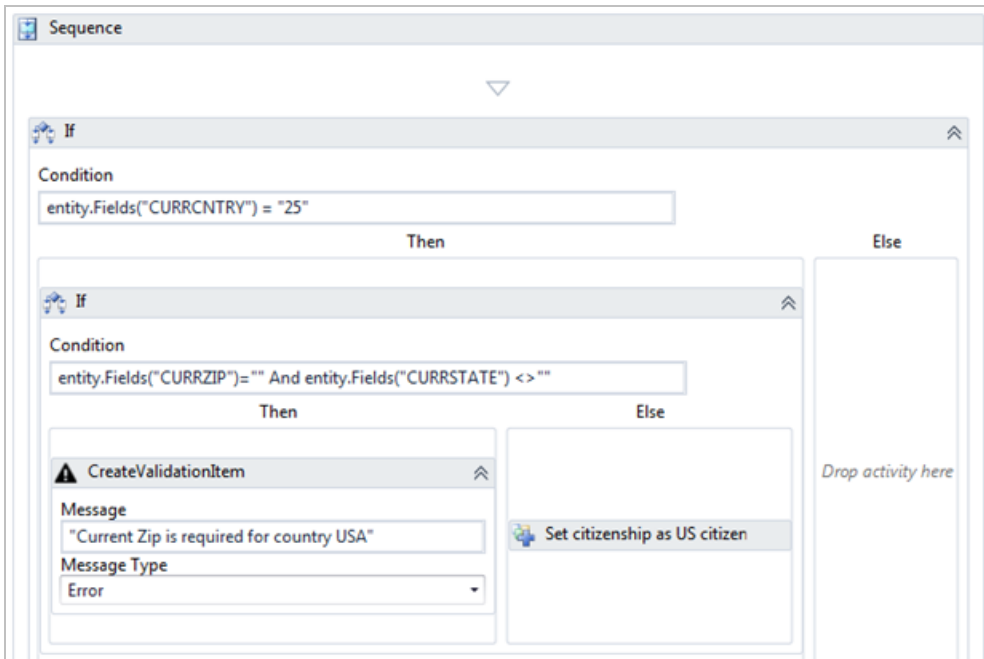 Sequence
If
Condition
entity.Fields("CURRCNTRY") = "25"
Then
Else
If
Condition
entity.Fields("CURRZIP")="" And entity.Fields("CURRSTATE") <>""
Then
Else
CreateValidationItem
Message
"Current Zip is required for country USA"
Message Type
Error
Set citizenship as US citizen
Drop activity here